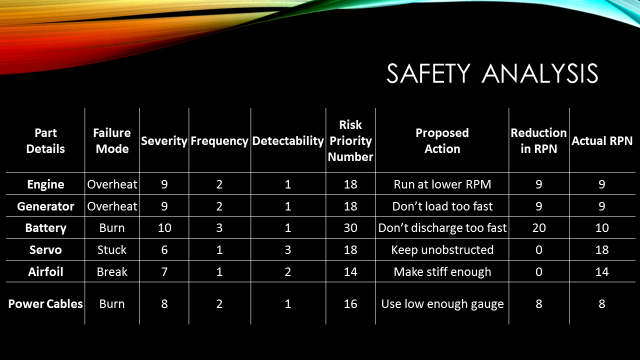 SAFETY ANALYSIS
Part Details Failure Mode Severity Frequency Detectability Risk Priority Number Proposed Action Reduction in RPN Actual RPN
Engine Overheat 9 2 1 18 Run at lower RPM 9 9
Generator Overheat 9 2 1 18 Don't load too fast 9 9
Battery Burn 10 3 1 30 Don't discharge too fast 20 10
Servo Stuck 6 1 3 18 Keep unobstructed 0 18
Airfoil Break 7 1 2 14 Make stiff enough 0 14
Power Cables Burn 8 2 1 16 Use low enough gauge 8 8